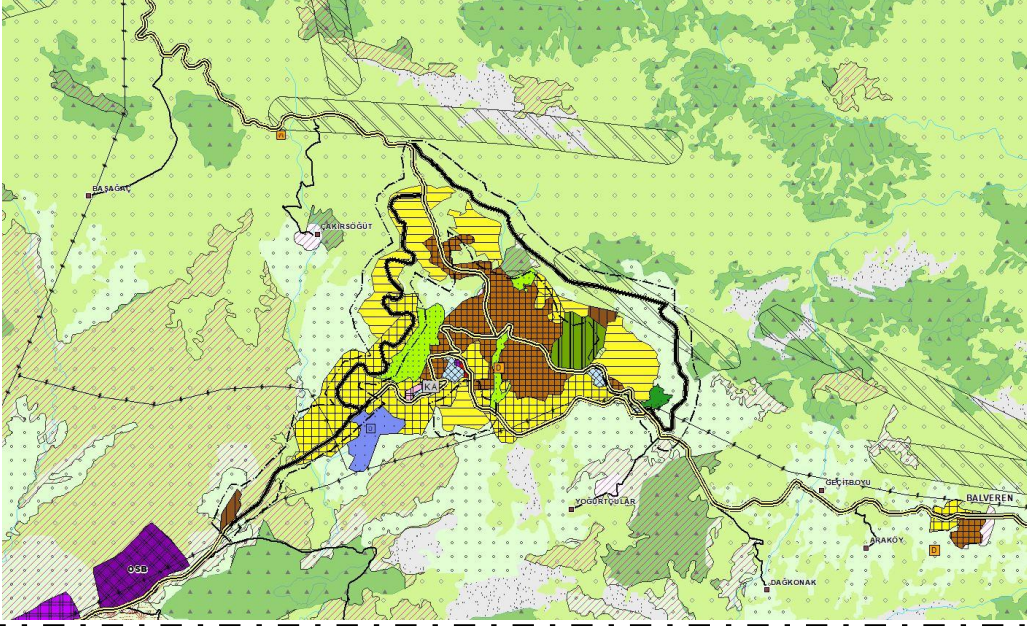 BAŞAĞAÇ
ÇAKIRSÖĞÜT
KA
Ü
YOĞURTÇULAR
GEÇİTBOYU
BALVEREN
ARAKÖY
D
OSB
DAĞKONAK